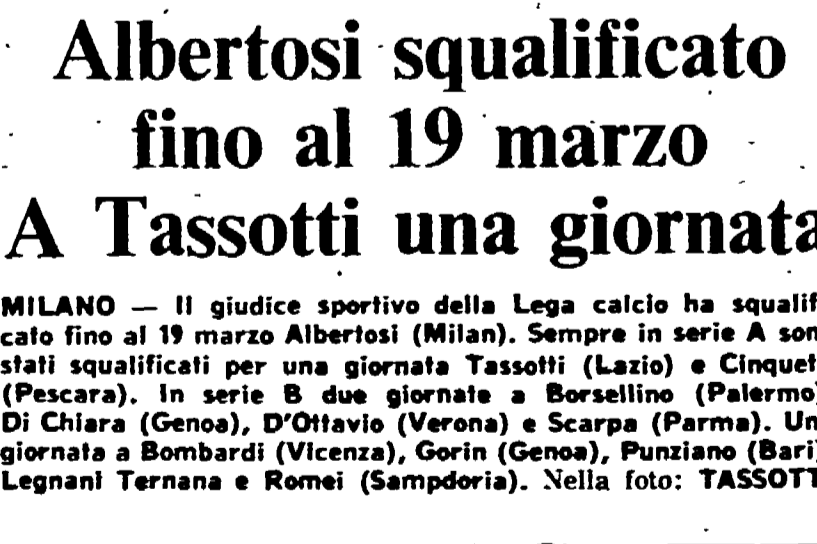 Albertosi squalificato
fino al 19 marzo
A Tassotti una giornata
MILANO — Il giudice sportivo della Lega calcio ha squalif
cato fino al 19 marzo Albertosi (Milan). Sempre in serie A son
stati squalificati per una giornata Tassotti (Lazio) e Cinquet
(Pescara). In serie B due giornate a Borsellino (Palermo)
Di Chiara (Genoa), D'Ottavio (Verona) e Scarpa (Parma). Un
giornata a Bombardi (Vicenza), Gorin (Genoa), Punziano (Bari)
Legnani Ternana e Romei (Sampdoria). Nella foto: TASSOTT